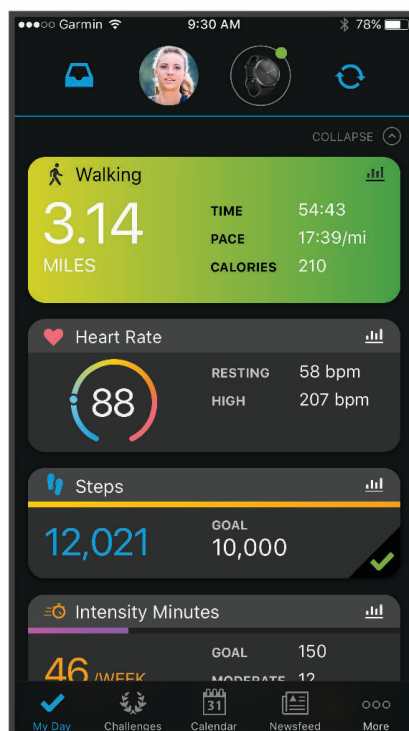 Garmin 9:30 AM 78%
COLLAPSE
Walking
3.14
MILES
TIME 54:43
PACE 17:39/mi
CALORIES 210
Heart Rate
88
RESTING 58 bpm
HIGH 207 bpm
Steps
12,021
GOAL
10,000
Intensity Minutes
46 /WEEK
GOAL 150
MODERATE 12
31
My Day Challenges Calendar Newsfeed More